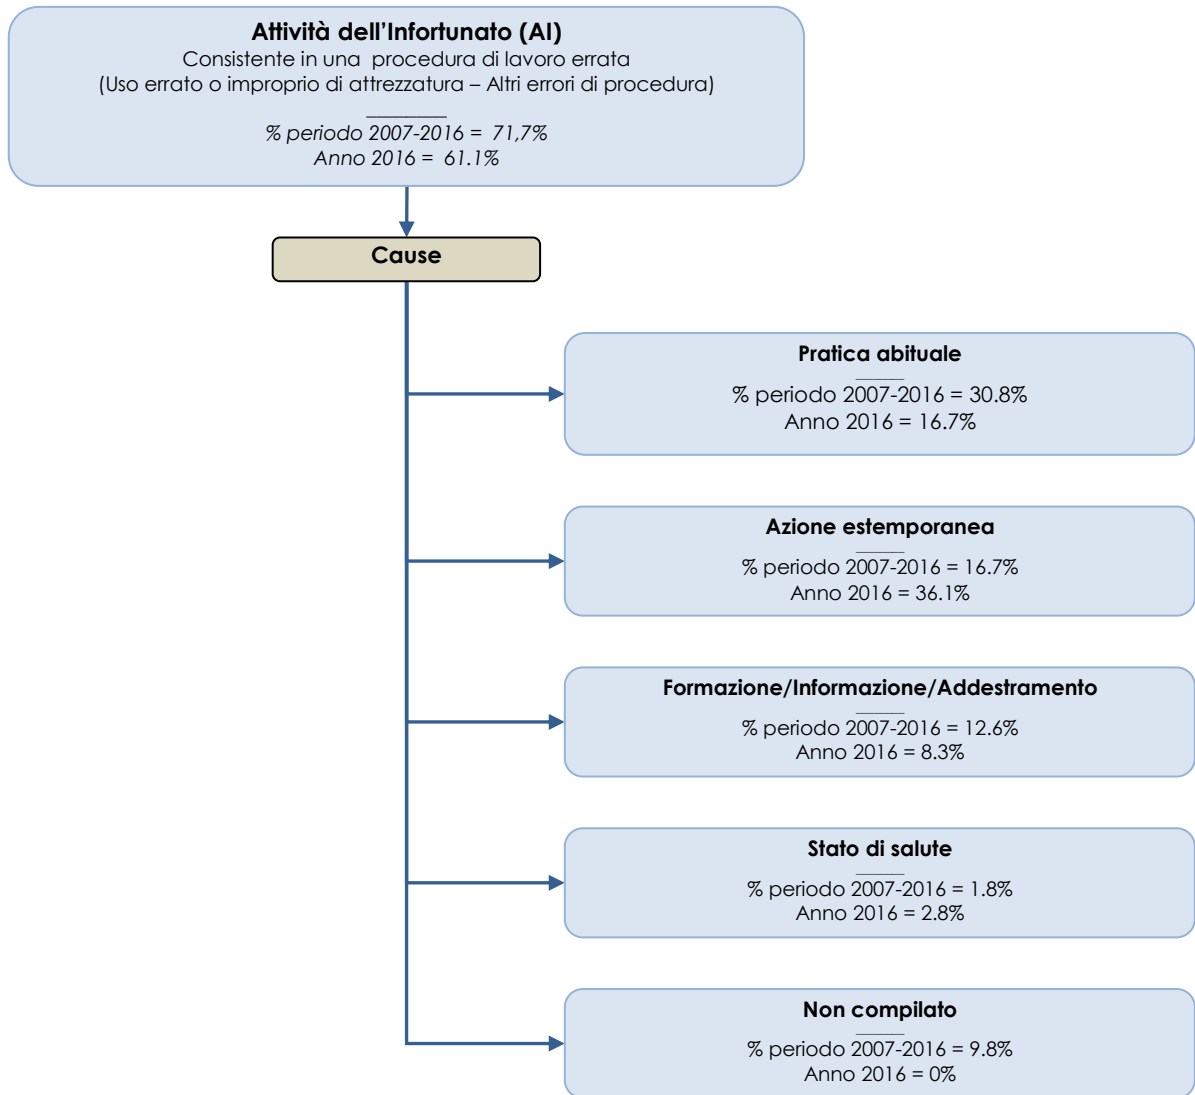 Attività dell’Infortunato (AI)
Consistente in una procedura di lavoro errata
(Uso errato o improprio di attrezzatura – Altri errori di procedura)
% periodo 2007-2016 = 71,7%
Anno 2016 = 61.1%
Cause
Pratica abituale
% periodo 2007-2016 = 30.8%
Anno 2016 = 16.7%
Azione estemporanea
% periodo 2007-2016 = 16.7%
Anno 2016 = 36.1%
Formazione/Informazione/Addestramento
% periodo 2007-2016 = 12.6%
Anno 2016 = 8.3%
Stato di salute
% periodo 2007-2016 = 1.8%
Anno 2016 = 2.8%
Non compilato
% periodo 2007-2016 = 9.8%
Anno 2016 = 0%